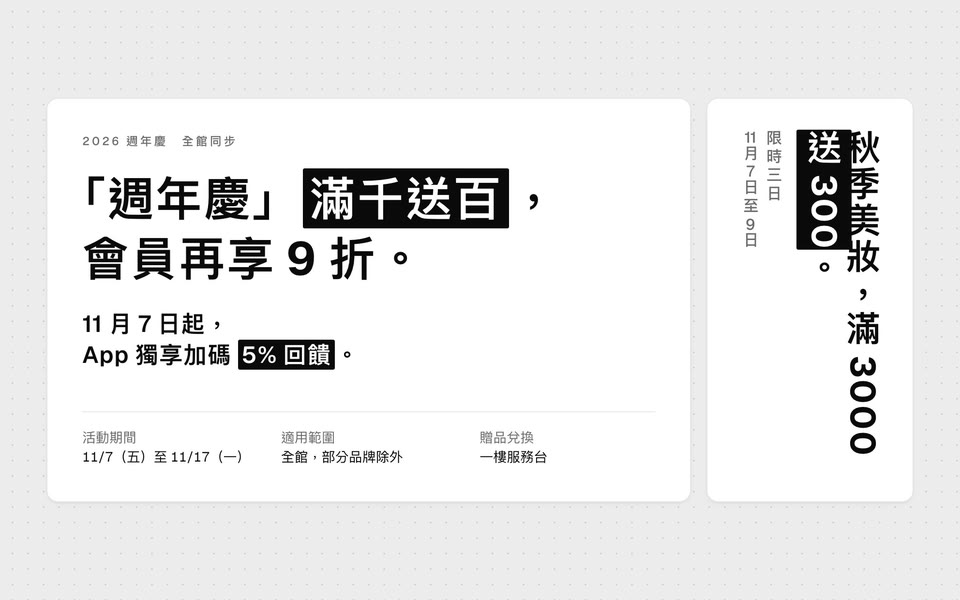 2026 週年慶　全館同步
「週年慶」 滿千送百，
會員再享 9 折。
11 月 7 日起，
App 獨享加碼 5% 回饋。
活動期間
11/7（五）至 11/17（一）
適用範圍
全館，部分品牌除外
贈品兌換
一樓服務台
秋季美妝，滿 3000
送 300。
限時三日
11月7日至9日